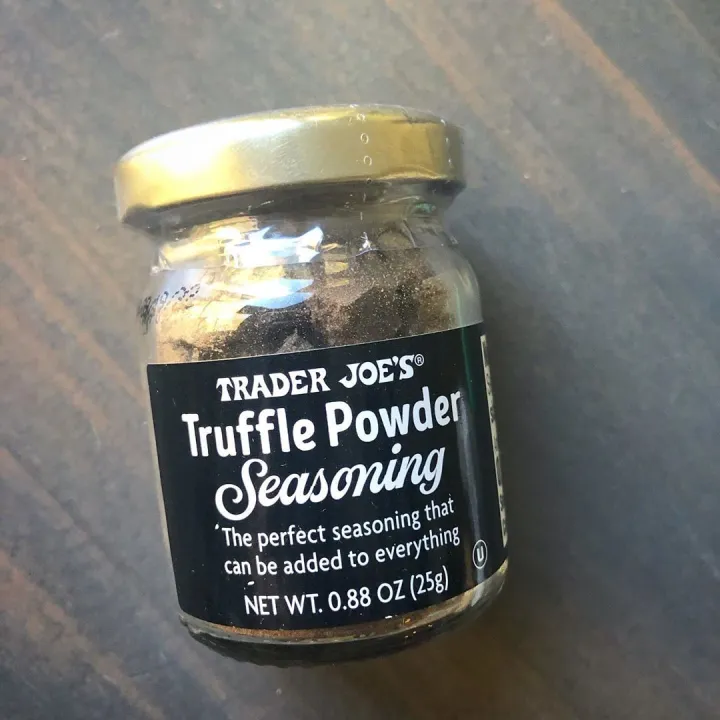 TRADER JOE'S®
Truffle Powder
Seasoning
The perfect seasoning that
can be added to everything
U
NET WT. 0.88 OZ (25g)